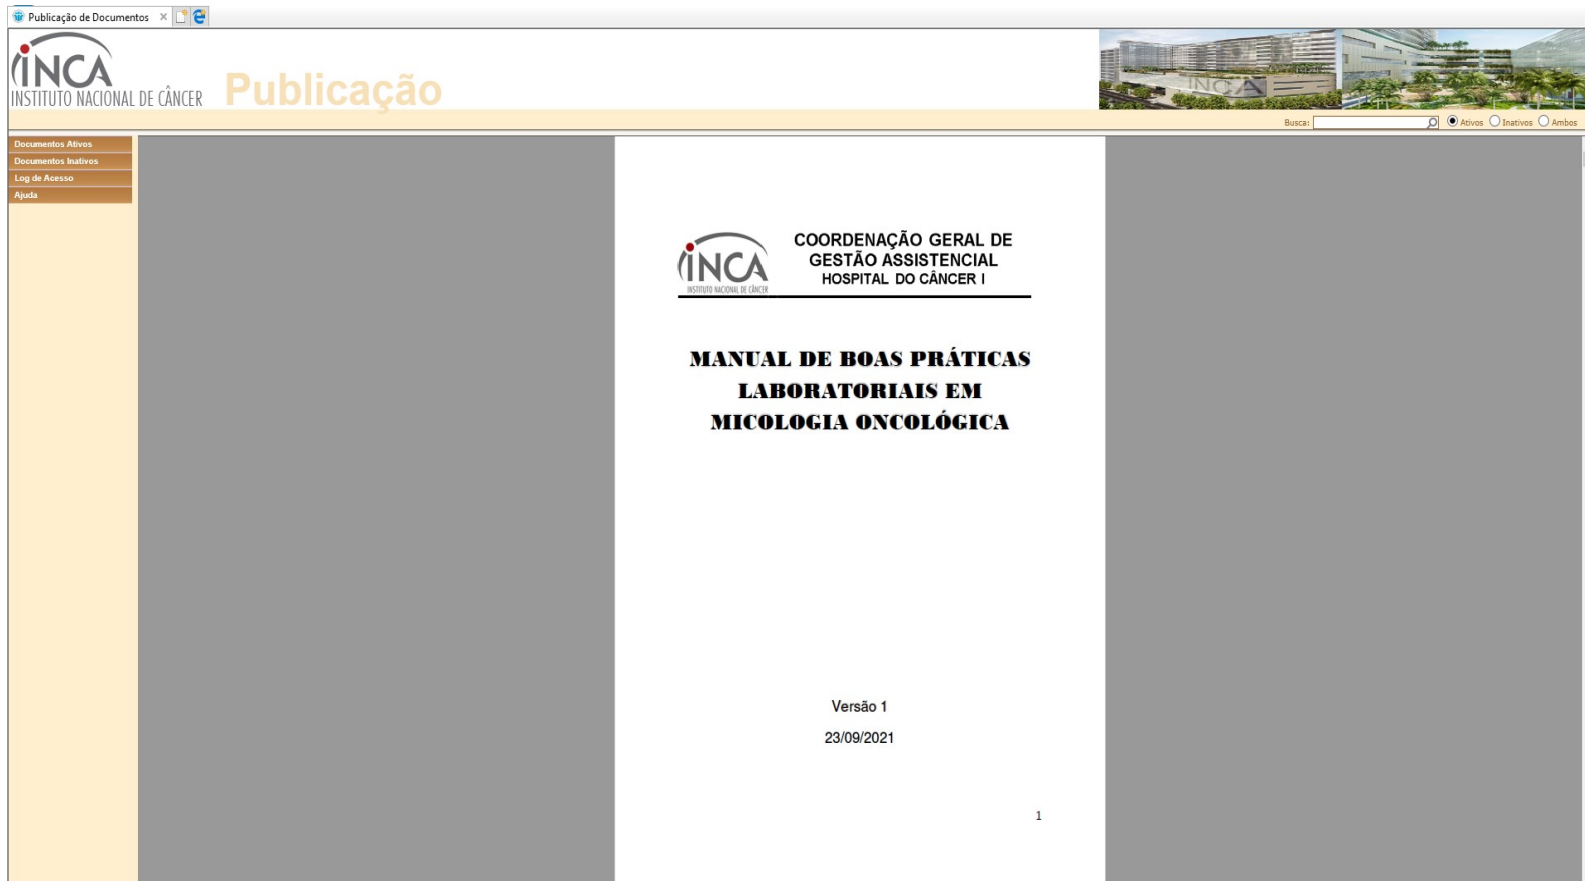 Publicação de Documentos
INCA
INSTITUTO NACIONAL DE CÂNCER
Publicação
INCA
Busca:
Ativos
Inativos
Ambos
Documentos Ativos
Documentos Inativos
Log de Acesso
Ajuda
INCA
INSTITUTO NACIONAL DE CÂNCER
COORDENAÇÃO GERAL DE
GESTÃO ASSISTENCIAL
HOSPITAL DO CÂNCER I
MANUAL DE BOAS PRÁTICAS
LABORATORIAIS EM
MICOLOGIA ONCOLÓGICA
Versão 1
23/09/2021
1